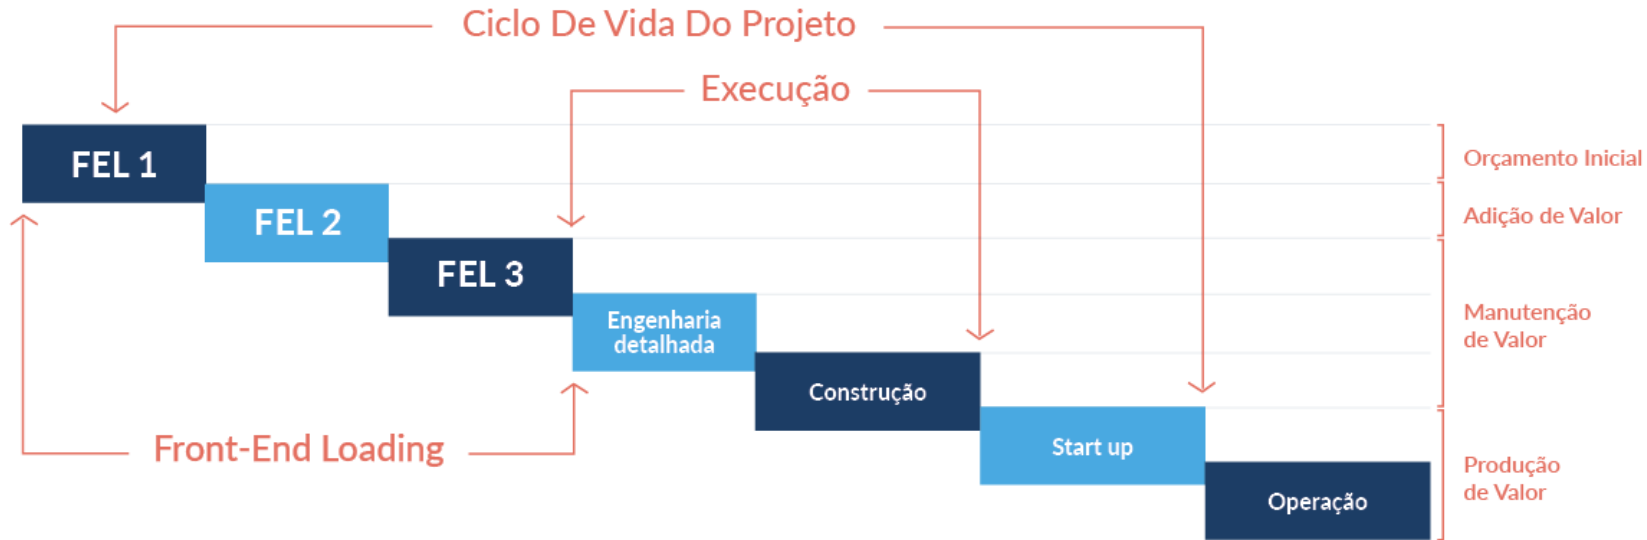 Ciclo De Vida Do Projeto
Execução
FEL 1
Orçamento Inicial
FEL 2
Adição de Valor
FEL 3
Engenharia
detalhada
Manutenção
de Valor
Construção
Front-End Loading
Start up
Produção
de Valor
Operação